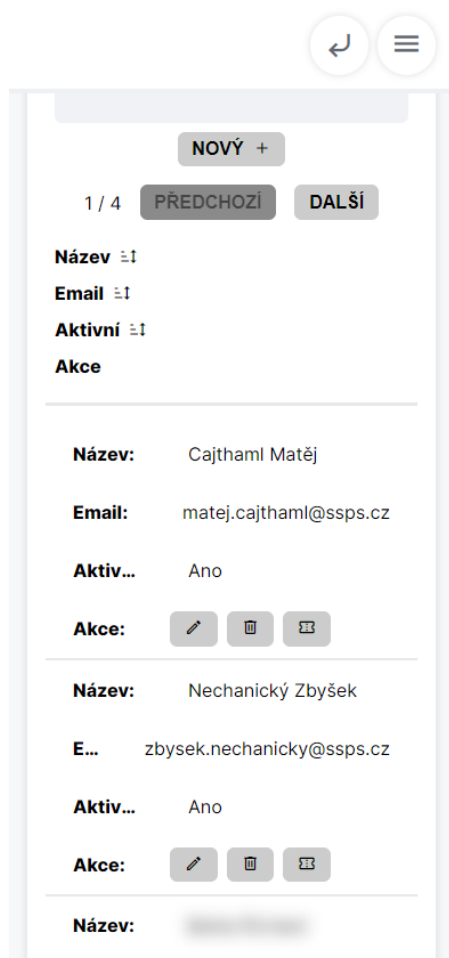 NOVÝ +
1 / 4 PŘEDCHOZÍ DALŠÍ
Název
Email
Aktivní
Akce
Název: Cajthaml Matěj
Email: matej.cajthaml@ssps.cz
Aktiv... Ano
Akce:
Název: Nechanický Zbyšek
E... zbysek.nechanicky@ssps.cz
Aktiv... Ano
Akce:
Název: